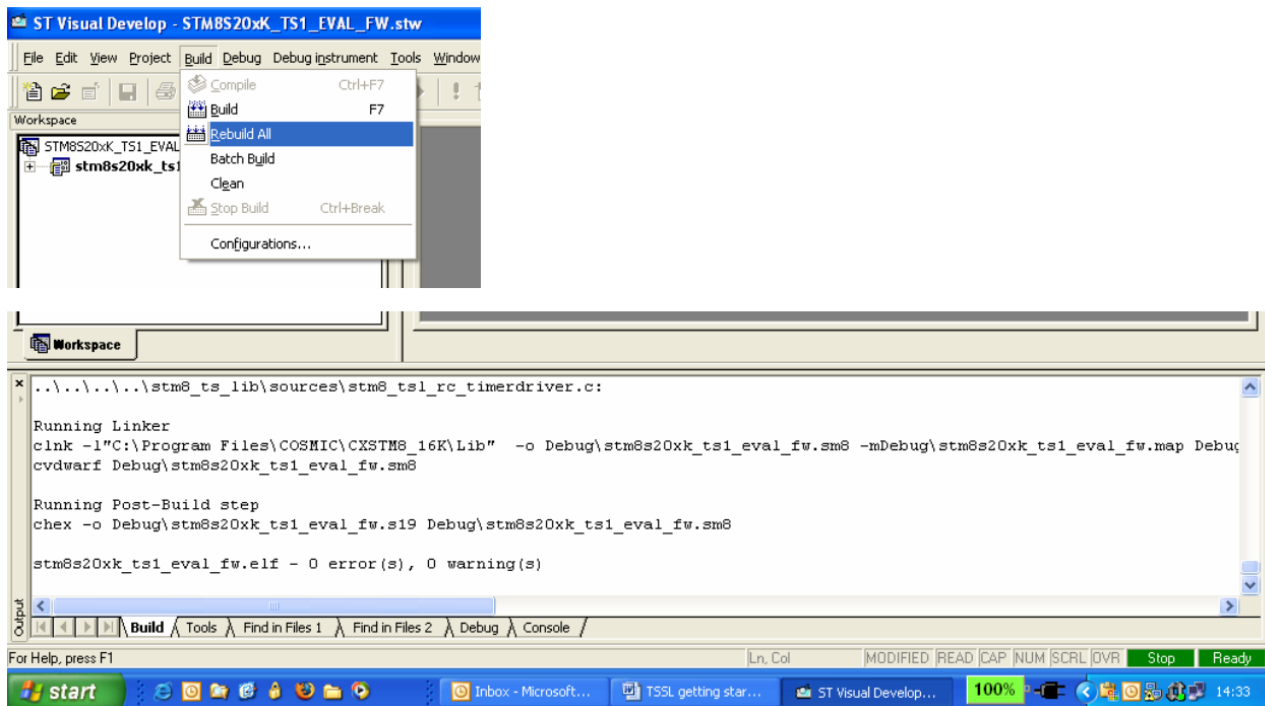 ST Visual Develop - STM8S20xK_TS1_EVAL_FW.stw
File Edit View Project Build Debug Debug instrument Tools Window
Compile Ctrl+F7
Build F7
Workspace
Rebuild All
STM8S20xK_TS1_EVAL
stm8s20xk_ts1
Batch Build
Clean
Stop Build Ctrl+Break
Configurations...
Workspace
..\..\..\..\stm8_ts_lib\sources\stm8_tsl_rc_timerdriver.c:
Running Linker
clnk -l"C:\Program Files\COSMIC\CXSTM8_16K\Lib" -o Debug\stm8s20xk_ts1_eval_fw.sm8 -mDebug\stm8s20xk_ts1_eval_fw.map Debug
cvdwarf Debug\stm8s20xk_ts1_eval_fw.sm8
Running Post-Build step
chex -o Debug\stm8s20xk_ts1_eval_fw.s19 Debug\stm8s20xk_ts1_eval_fw.sm8
stm8s20xk_ts1_eval_fw.elf - 0 error(s), 0 warning(s)
Output
Build Tools Find in Files 1 Find in Files 2 Debug Console
For Help, press F1 Ln, Col MODIFIED READ CAP NUM SCRL OVR Stop Ready
start Inbox - Microsoft... TSSL getting star... ST Visual Develop... 100% 14:33